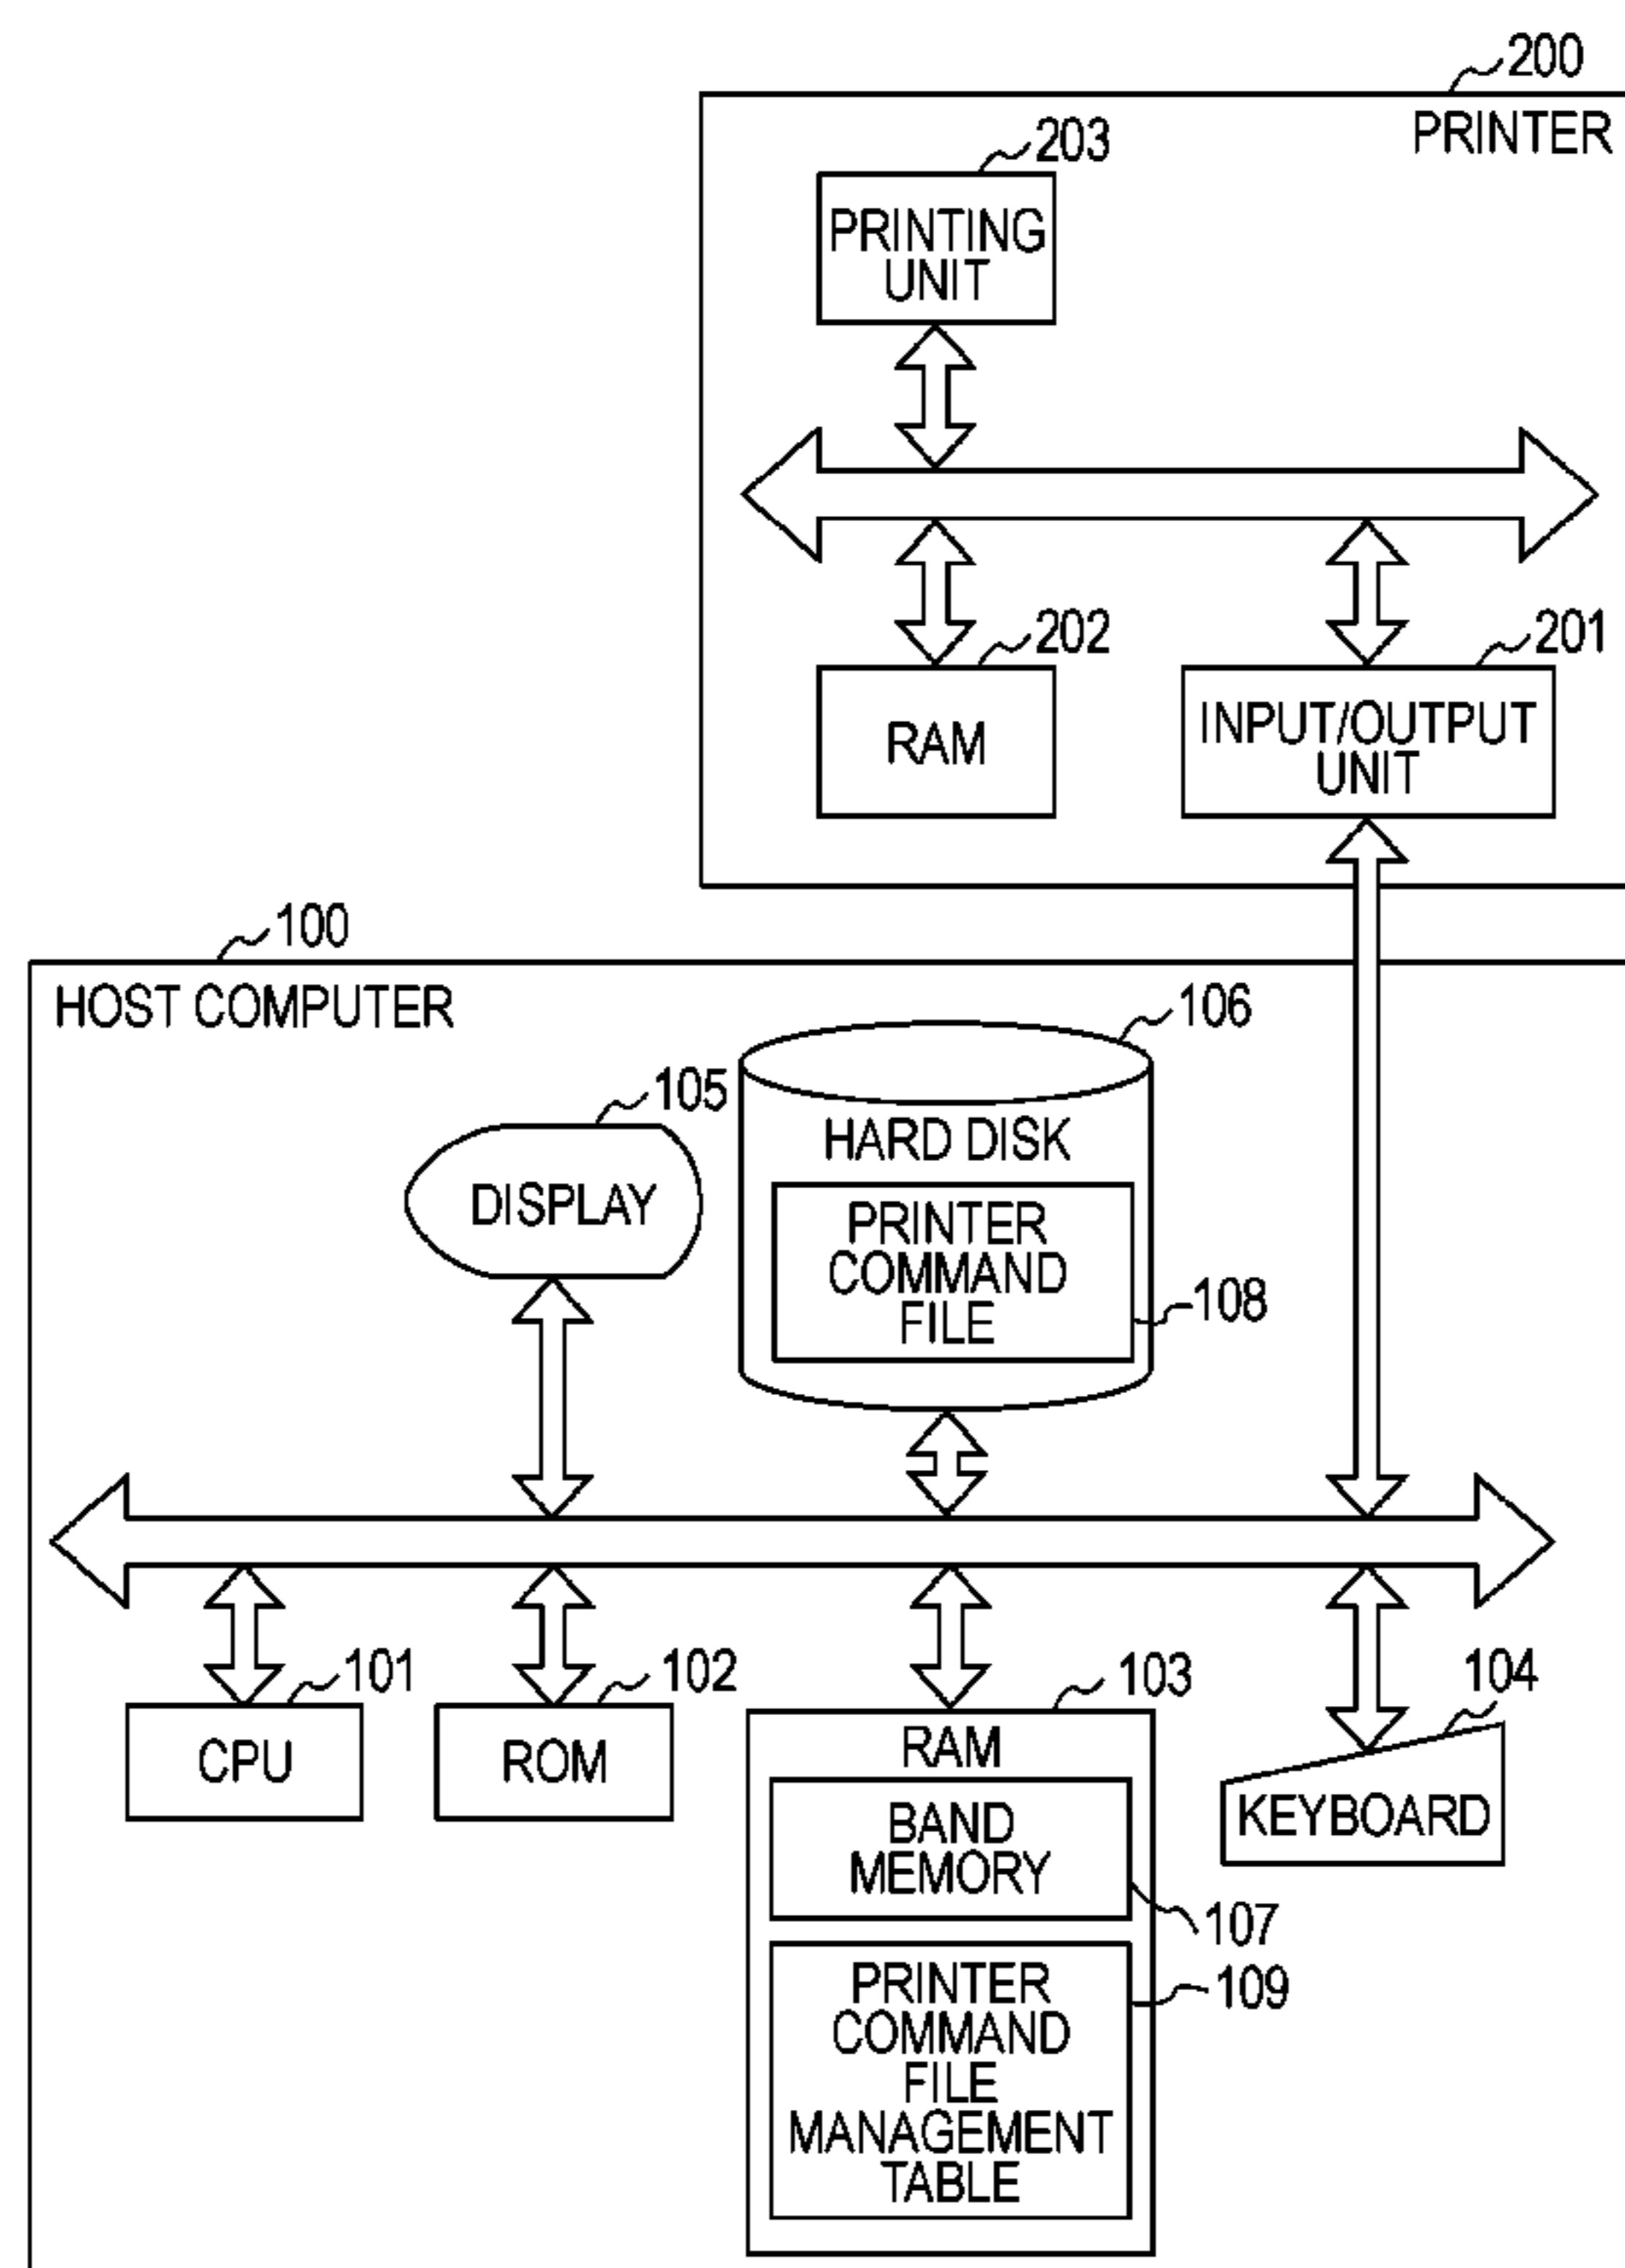 200
PRINTER
203
PRINTING
UNIT
202
201
RAM
INPUT/OUTPUT
UNIT
100
HOST COMPUTER
106
105
HARD DISK
DISPLAY
PRINTER
COMMAND
FILE
108
101
102
103
104
CPU
ROM
RAM
KEYBOARD
BAND
MEMORY
107
PRINTER
COMMAND
FILE
MANAGEMENT
TABLE
109